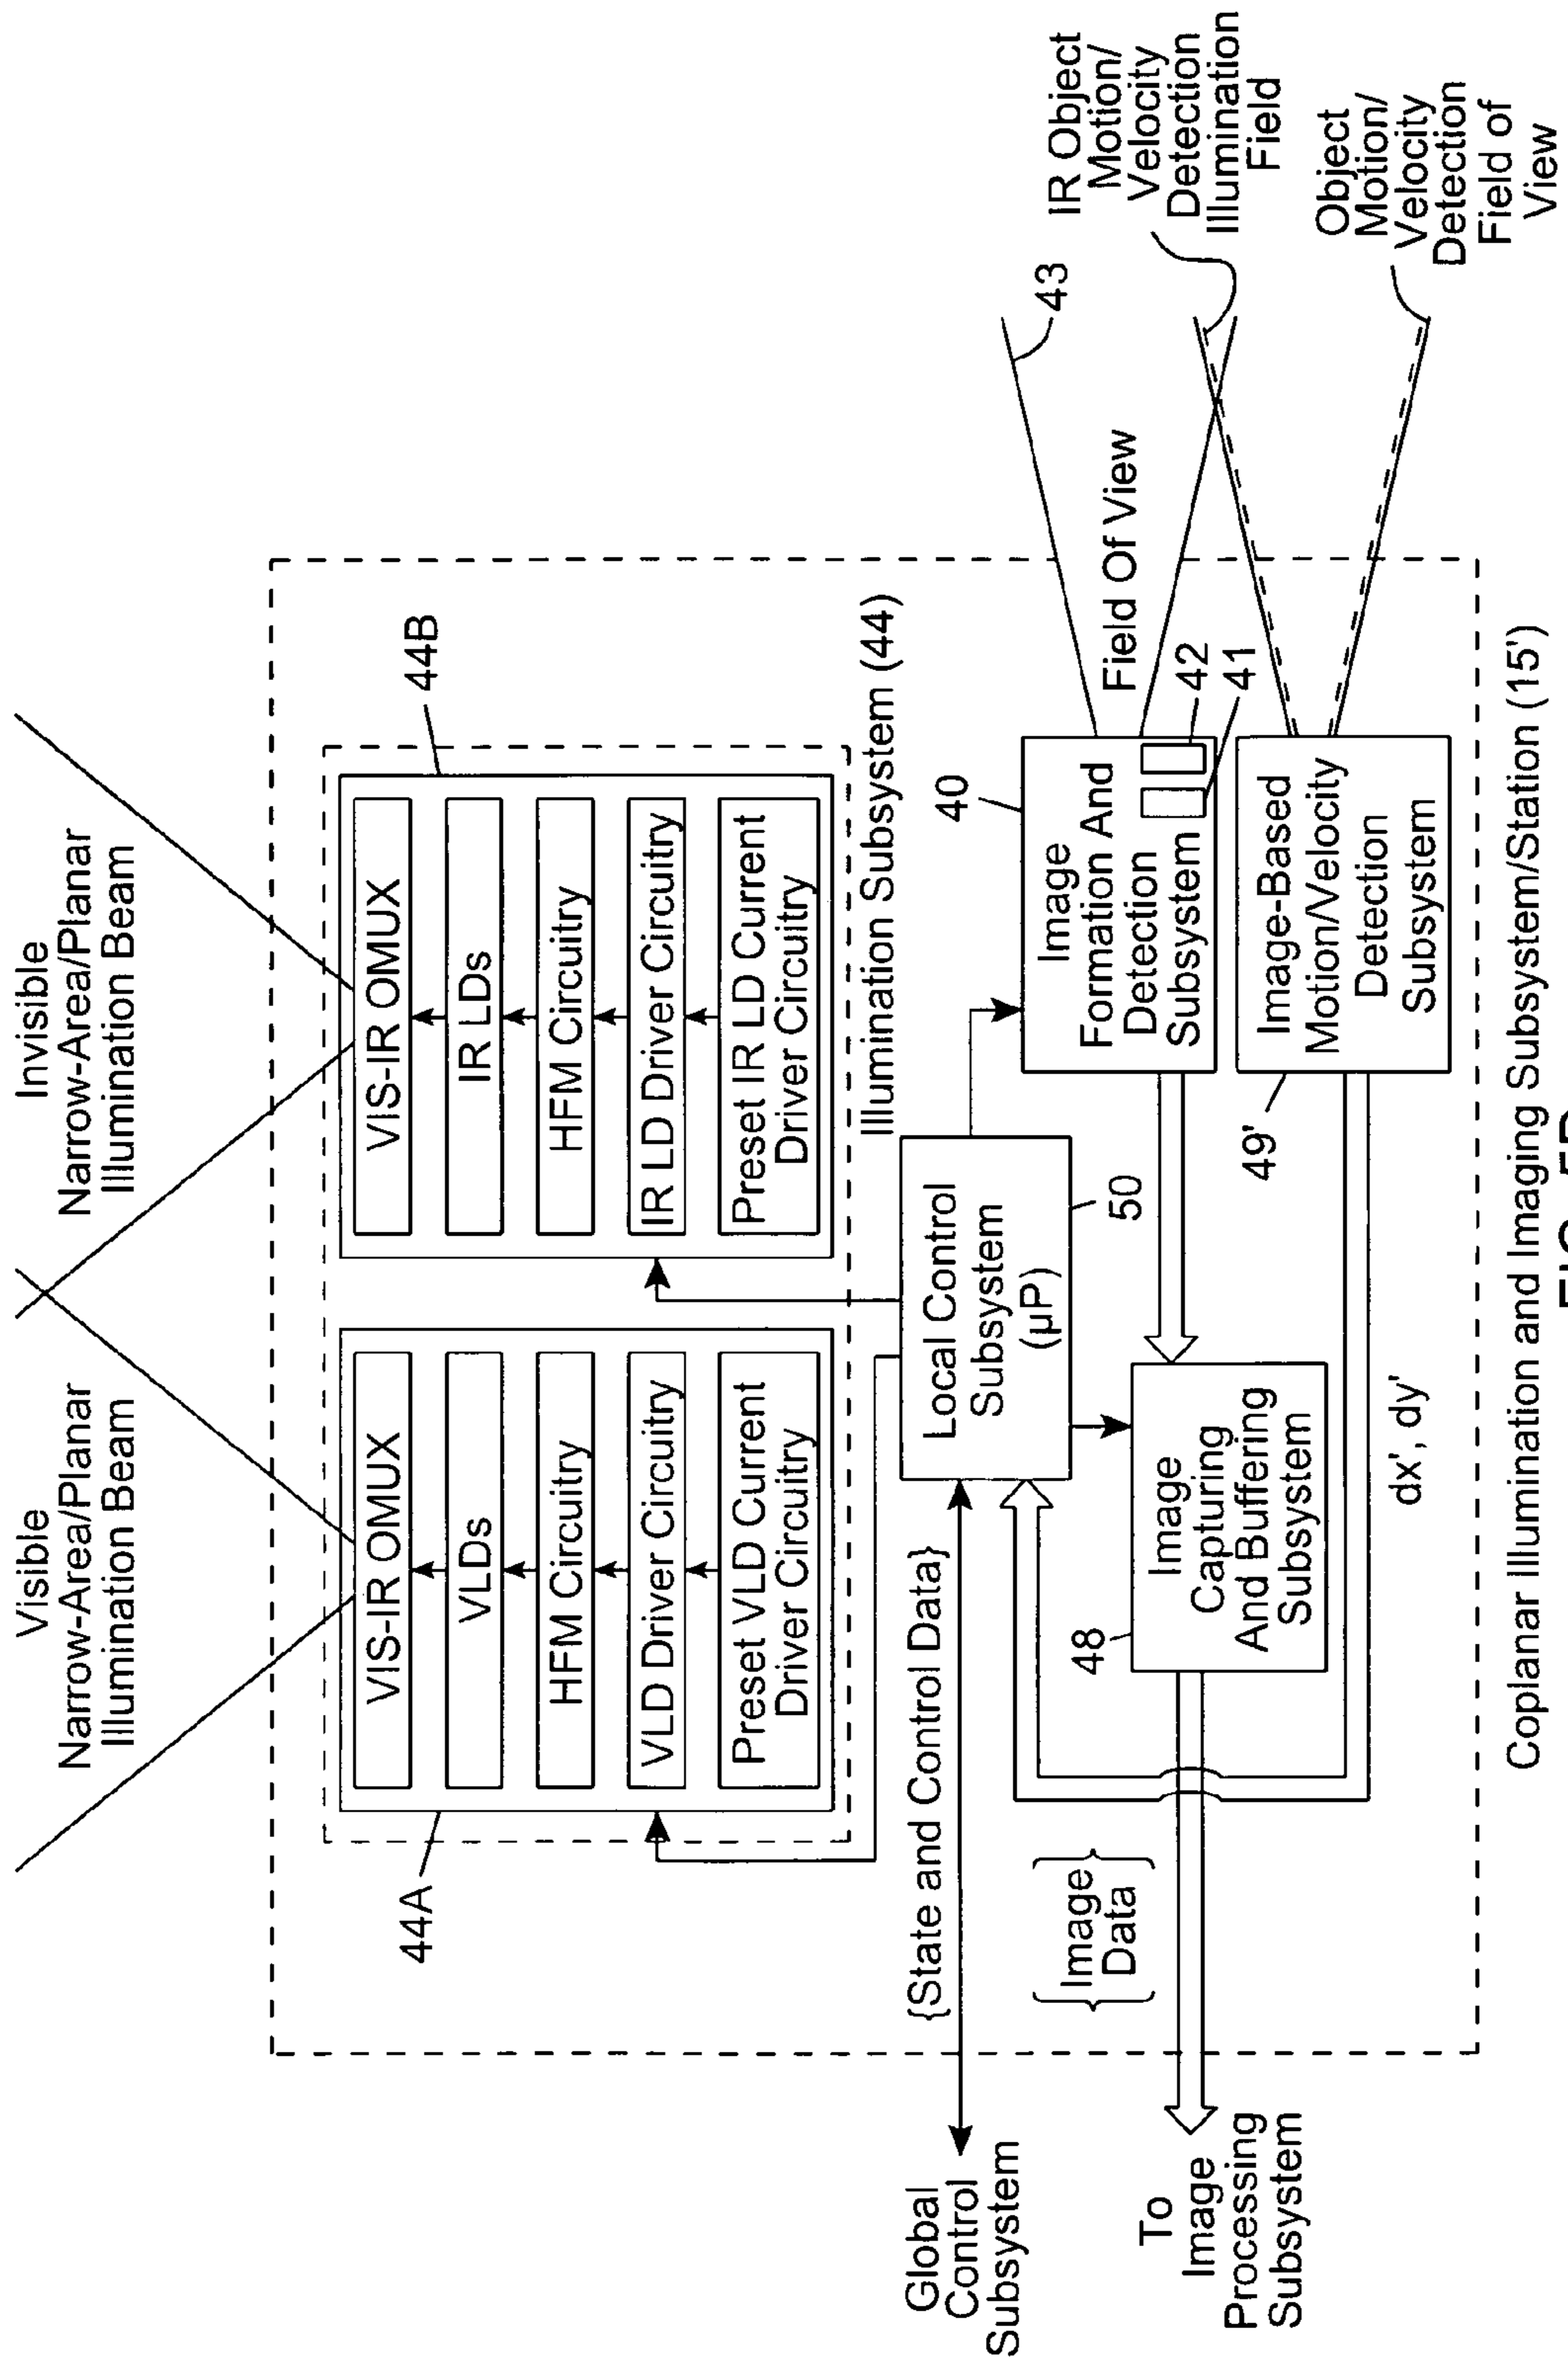 Visible
Narrow-Area/Planar
Illumination Beam
Invisible
Narrow-Area/Planar
Illumination Beam
44A
VIS-IR OMUX
VLDs
HFM Circuitry
VLD Driver Circuitry
Preset VLD Current
Driver Circuitry
44B
VIS-IR OMUX
IR LDs
HFM Circuitry
IR LD Driver Circuitry
Preset IR LD Current
Driver Circuitry
Illumination Subsystem (44)
Global
Control
Subsystem
{State and Control Data}
Local Control
Subsystem
(µP)
50
40
Image
Formation And
Detection
Subsystem
42
41
Field Of View
43
IR Object
Motion/
Velocity
Detection
Illumination
Field
To
Image
Processing
Subsystem
{Image
Data}
48
Image
Capturing
And Buffering
Subsystem
49'
Image-Based
Motion/Velocity
Detection
Subsystem
Object
Motion/
Velocity
Detection
Field of
View
dx', dy'
Coplanar Illumination and Imaging Subsystem/Station (15')